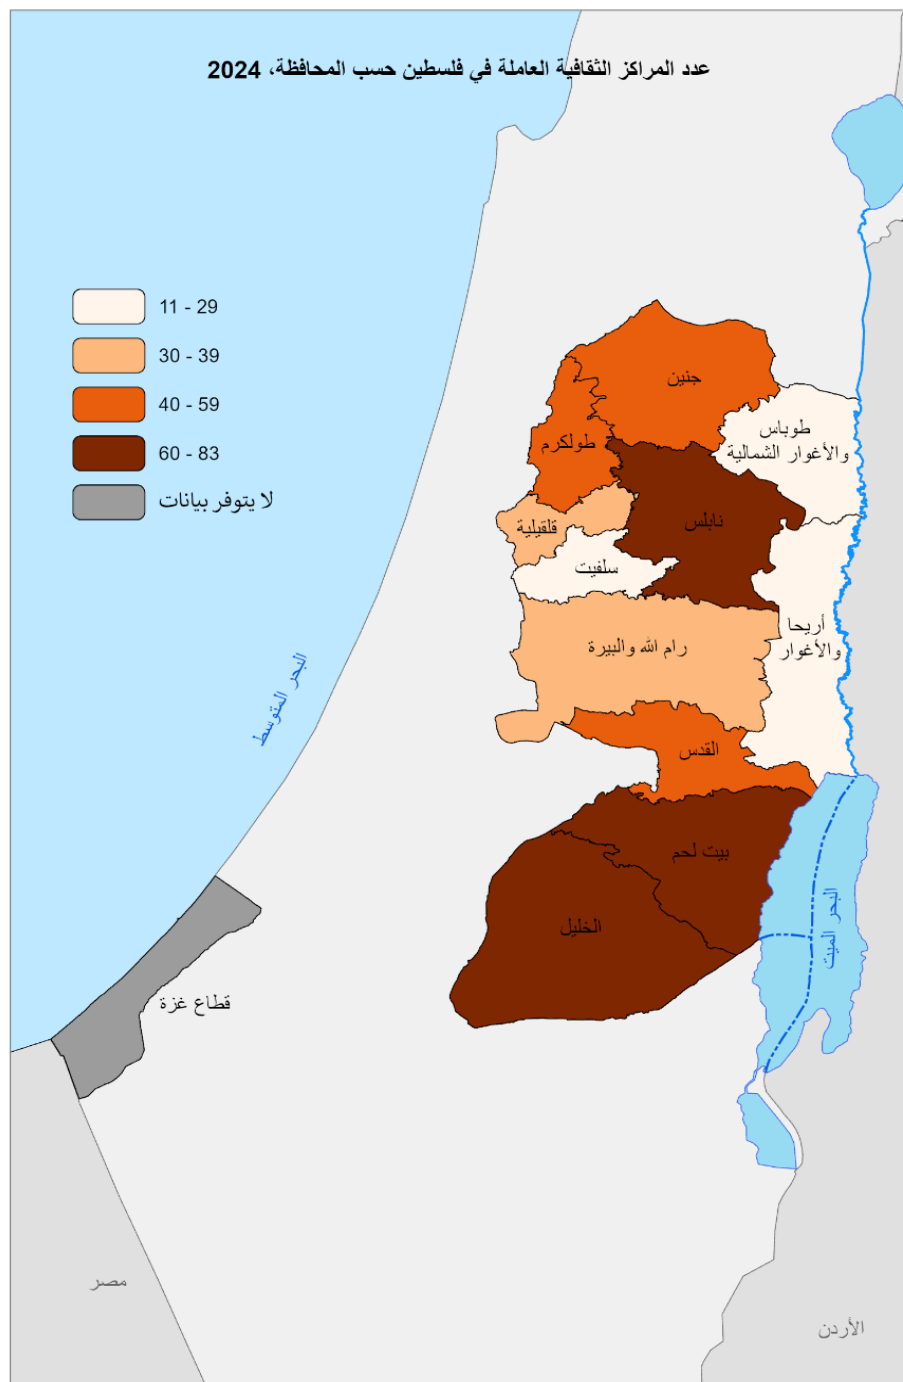 عدد المراكز الثقافية العاملة في فلسطين حسب المحافظة، 2024
11 - 29
30 - 39
40 - 59
60 - 83
لا يتوفر بيانات
جنين
طوباس
والأغوار الشمالية
طولكرم
نابلس
قلقيلية
سلفيت
أريحا
والأغوار
رام الله والبيرة
القدس
بيت لحم
الخليل
البحر المتوسط
البحر الميت
قطاع غزة
مصر
الأردن